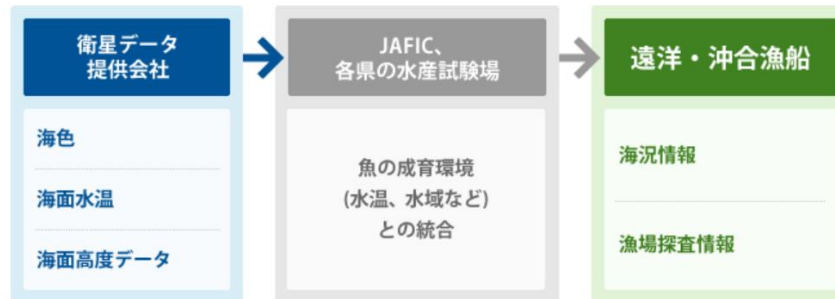 衛星データ
提供会社
海色
海面水温
海面高度データ
JAFIC、
各県の水産試験場
魚の成育環境
(水温、水域など)
との統合
遠洋・沖合漁船
海況情報
漁場探査情報